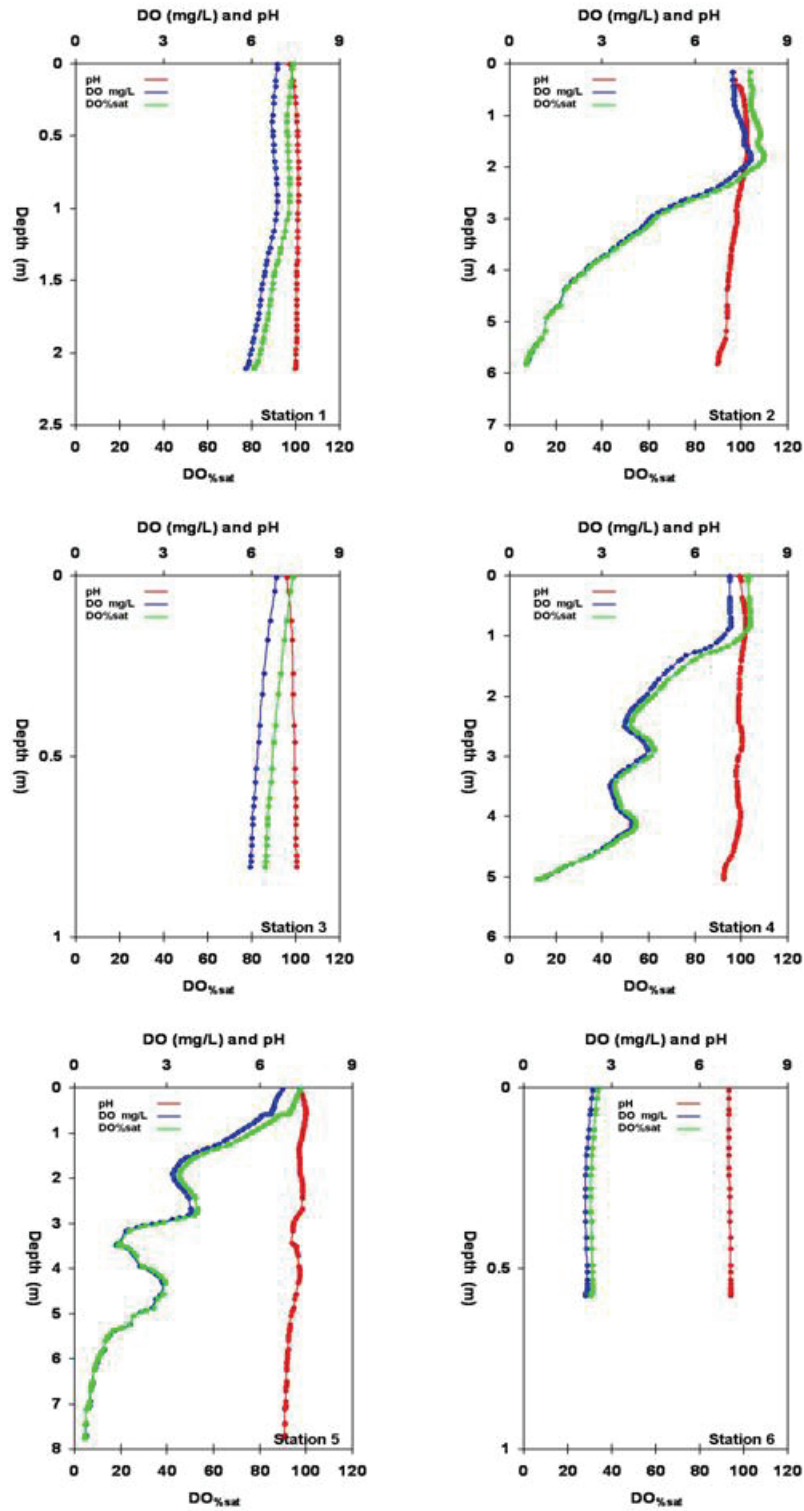 DO (mg/L) and pH
0 3 6 9
0
0.5
1
1.5
2
2.5
Depth (m)
pH
DO mg/L
DO%sat
Station 1
0 20 40 60 80 100 120
DO%sat
DO (mg/L) and pH
0 3 6 9
0
1
2
3
4
5
6
7
Depth (m)
pH
DO mg/L
DO%sat
Station 2
0 20 40 60 80 100 120
DO%sat
DO (mg/L) and pH
0 3 6 9
0
0.5
1
Depth (m)
pH
DO mg/L
DO%sat
Station 3
0 20 40 60 80 100 120
DO%sat
DO (mg/L) and pH
0 3 6 9
0
1
2
3
4
5
6
Depth (m)
pH
DO mg/L
DO%sat
Station 4
0 20 40 60 80 100 120
DO%sat
DO (mg/L) and pH
0 3 6 9
0
1
2
3
4
5
6
7
8
Depth (m)
pH
DO mg/L
DO%sat
Station 5
0 20 40 60 80 100 120
DO%sat
DO (mg/L) and pH
0 3 6 9
0
0.5
1
Depth (m)
pH
DO mg/L
DO%sat
Station 6
0 20 40 60 80 100 120
DO%sat